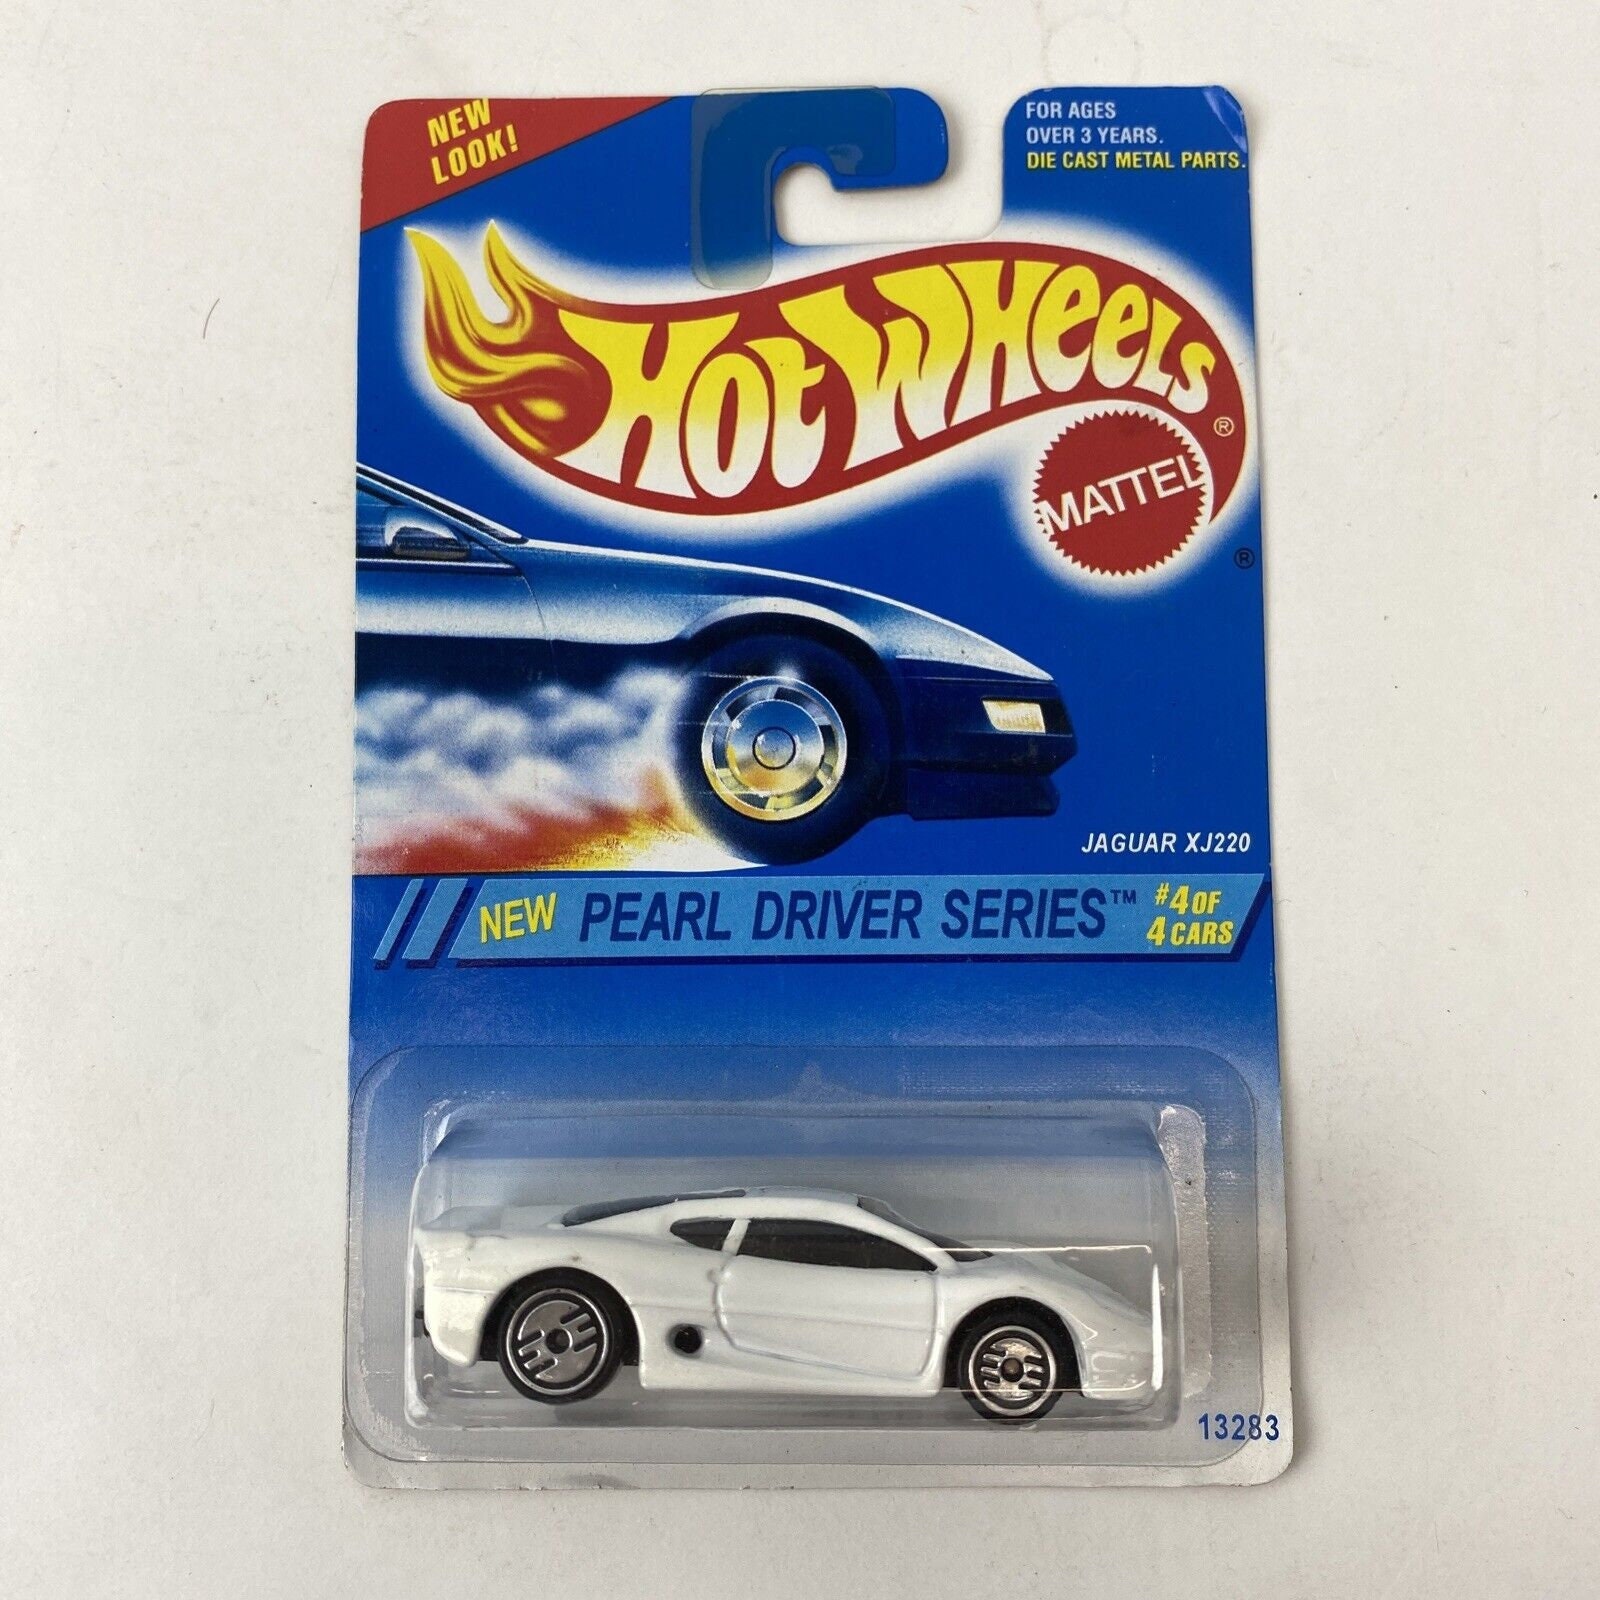 NEW
LOOK!
FOR AGES
OVER 3 YEARS.
DIE CAST METAL PARTS.
HOT WHEELS ®
MATTEL
®
JAGUAR XJ220
NEW PEARL DRIVER SERIES™ #4 OF
4 CARS
13283